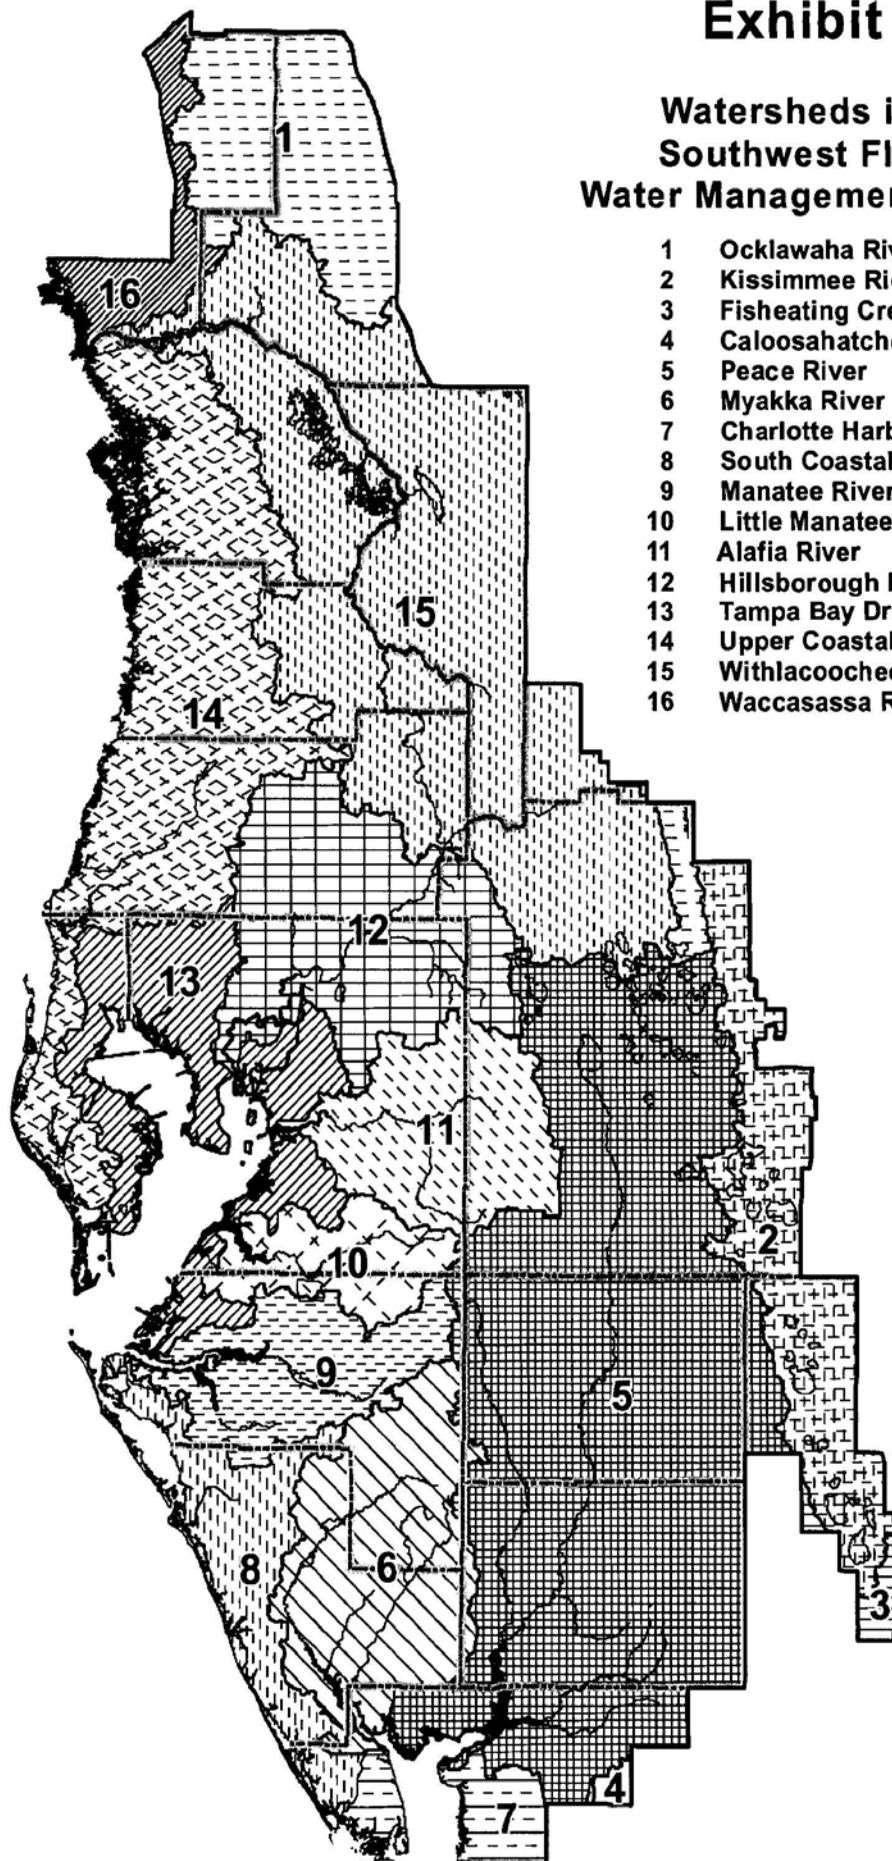 Exhibit
Watersheds i
Southwest Fl
Water Managemen
1 Ocklawaha Riv
2 Kissimmee Rid
3 Fisheating Cre
4 Caloosahatche
5 Peace River
6 Myakka River
7 Charlotte Harb
8 South Coastal
9 Manatee River
10 Little Manatee
11 Alafia River
12 Hillsborough
13 Tampa Bay Dr
14 Upper Coastal
15 Withlacoochee
16 Waccasassa R
1
16
15
14
12
13
11
2
10
9
5
8
6
3
4
7